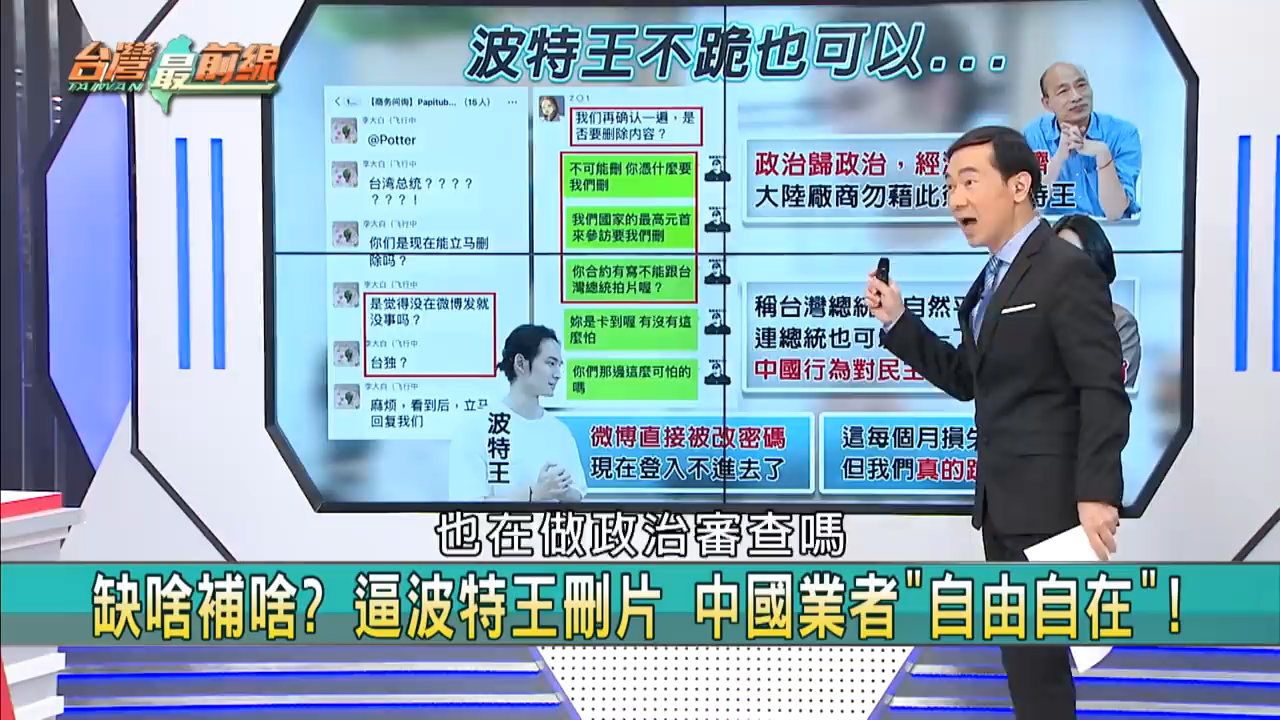 台灣最前線
TAIWAN
波特王不跪也可以...
【商务问询】Papitub... (15人)
李大白（飞行中
@Potter
李大白（飞行中
台湾总统？？？？
？？？！
李大白（飞行中
你们是现在能立马删
除吗？
李大白（飞行中
是觉得没在微博发就
没事吗？
李大白（飞行中
台独？
李大白（飞行中
麻烦，看到后，立马
回复我们
我们再确认一遍，是
否要删除内容？
不可能刪 你憑什麼要
我們刪
我們國家的最高元首
來參訪要我們刪
你合約有寫不能跟台
灣總統拍片喔？
妳是卡到喔 有沒有這
麼怕
你們那邊這麼可怕的
嗎
波特王
政治歸政治，經
大陸廠商勿藉此
特王
稱台灣總統
自然
連總統也可
中國行為對民主
微博直接被改密碼
現在登入不進去了
這每個月損失
但我們真的
也在做政治審查嗎
缺啥補啥? 逼波特王刪片 中國業者"自由自在"!